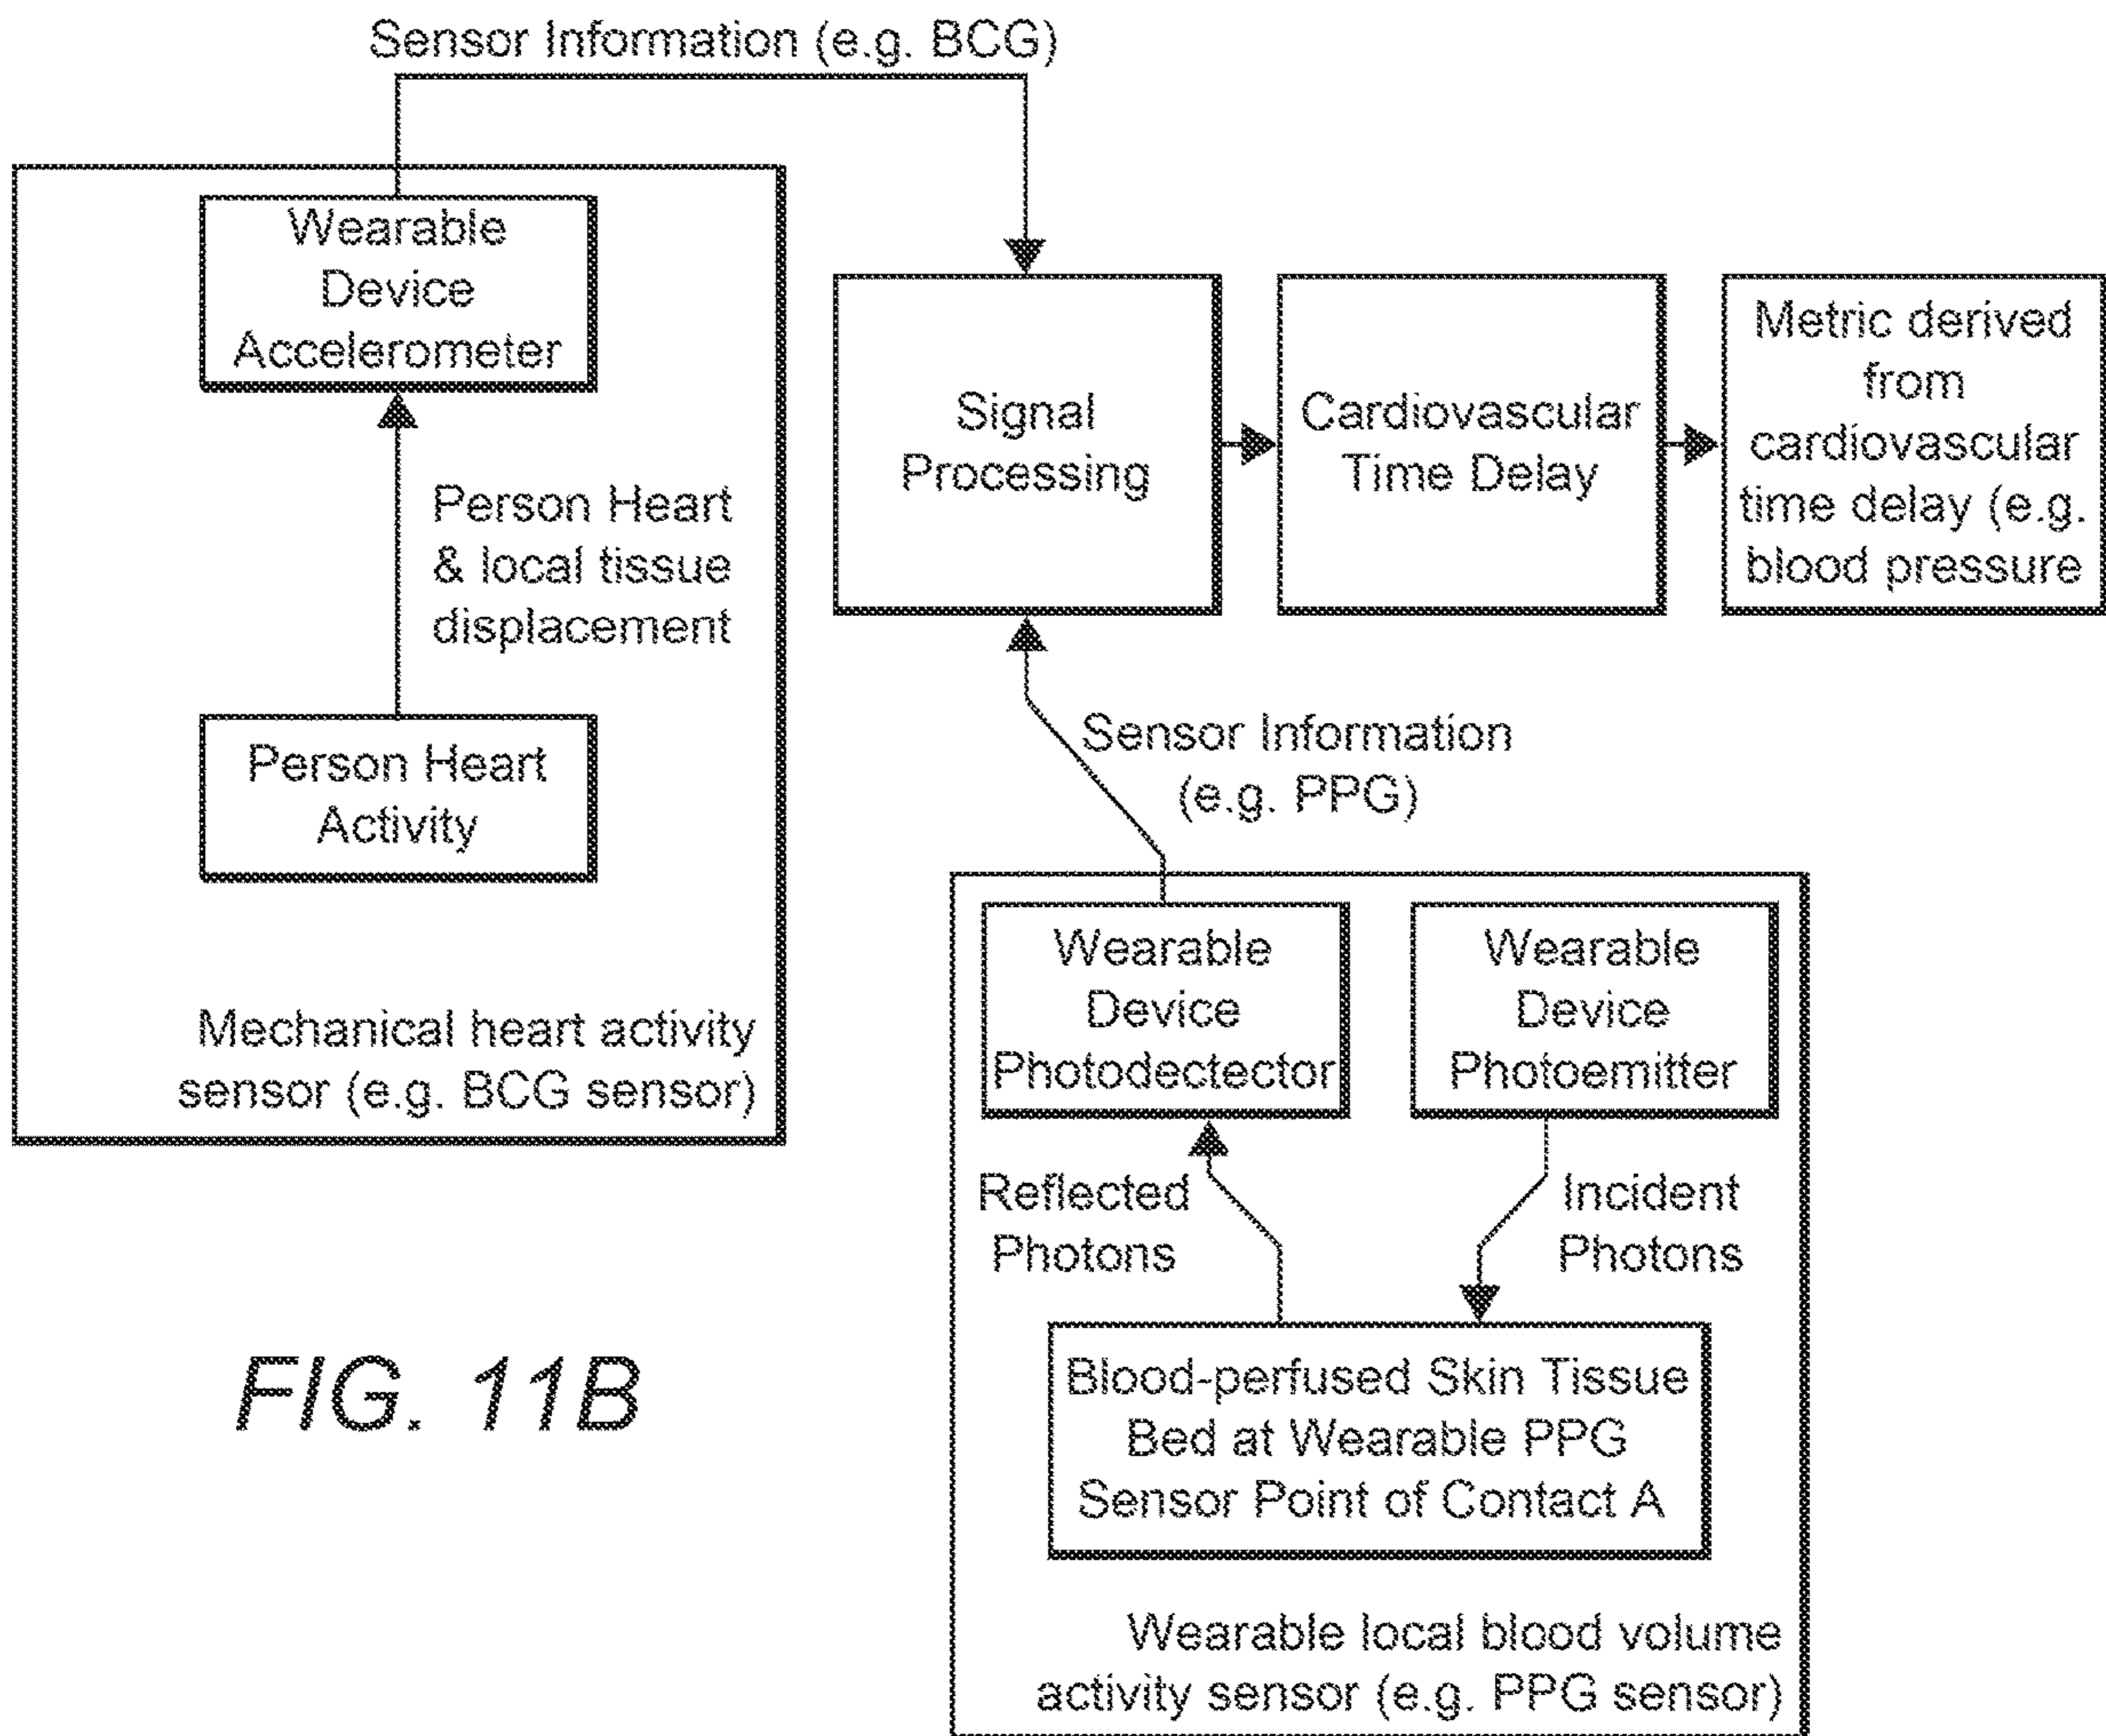 Sensor Information (e.g. BCG)
Wearable
Device
Accelerometer
Person Heart
& local tissue
displacement
Person Heart
Activity
Mechanical heart activity
sensor (e.g. BCG sensor)
Signal
Processing
Cardiovascular
Time Delay
Metric derived
from
cardiovascular
time delay (e.g.
blood pressure
Sensor Information
(e.g. PPG)
Wearable
Device
Photodectector
Wearable
Device
Photoemitter
Reflected
Photons
Incident
Photons
Blood-perfused Skin Tissue
Bed at Wearable PPG
Sensor Point of Contact A
Wearable local blood volume
activity sensor (e.g. PPG sensor)
FIG. 11B